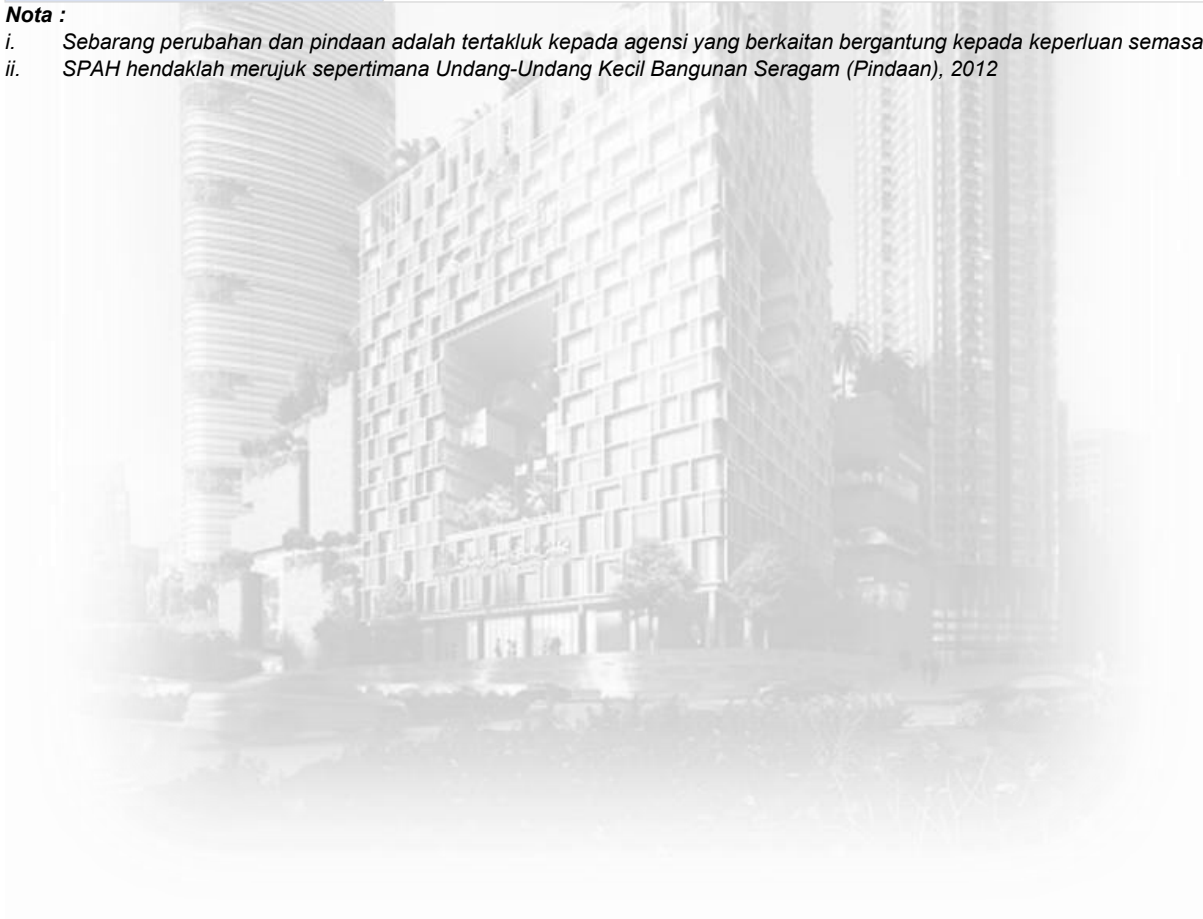 Nota :
i. Sebarang perubahan dan pindaan adalah tertakluk kepada agensi yang berkaitan bergantung kepada keperluan semasa
ii. SPAH hendaklah merujuk sepertimana Undang-Undang Kecil Bangunan Seragam (Pindaan), 2012